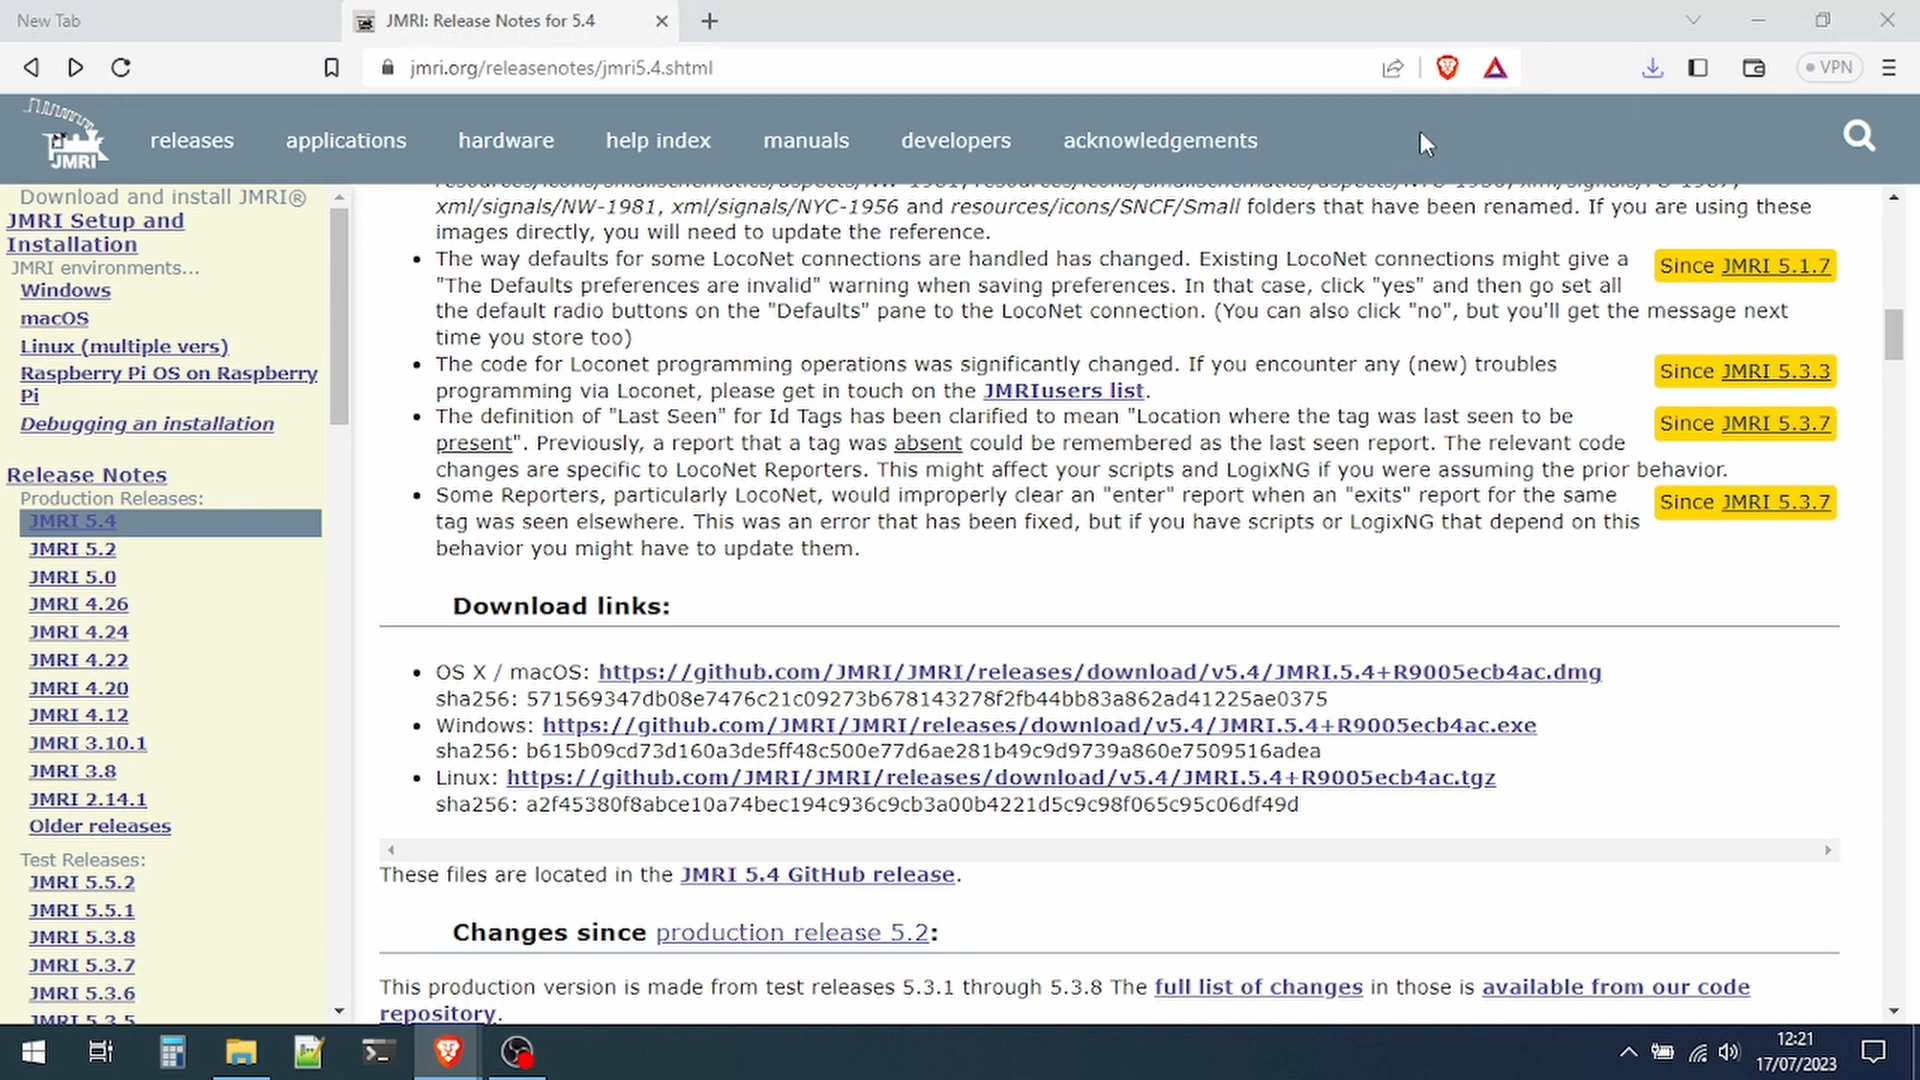 New Tab
JMRI: Release Notes for 5.4
jmri.org/releasenotes/jmri5.4.shtml
VPN
JMRI
releases
applications
hardware
help index
manuals
developers
acknowledgements
Download and install JMRI®
JMRI Setup and
Installation
JMRI environments...
Windows
macOS
Linux (multiple vers)
Raspberry Pi OS on Raspberry
Pi
Debugging an installation
Release Notes
Production Releases:
JMRI 5.4
JMRI 5.2
JMRI 5.0
JMRI 4.26
JMRI 4.24
JMRI 4.22
JMRI 4.20
JMRI 4.12
JMRI 3.10.1
JMRI 3.8
JMRI 2.14.1
Older releases
Test Releases:
JMRI 5.5.2
JMRI 5.5.1
JMRI 5.3.8
JMRI 5.3.7
JMRI 5.3.6
JMRI 5.3.5
xml/signals/NW-1981, xml/signals/NYC-1956 and resources/icons/SNCF/Small folders that have been renamed. If you are using these
images directly, you will need to update the reference.
The way defaults for some LocoNet connections are handled has changed. Existing LocoNet connections might give a
Since JMRI 5.1.7
"The Defaults preferences are invalid" warning when saving preferences. In that case, click "yes" and then go set all
the default radio buttons on the "Defaults" pane to the LocoNet connection. (You can also click "no", but you'll get the message next
time you store too)
The code for Loconet programming operations was significantly changed. If you encounter any (new) troubles
Since JMRI 5.3.3
programming via Loconet, please get in touch on the JMRIusers list.
The definition of "Last Seen" for Id Tags has been clarified to mean "Location where the tag was last seen to be
Since JMRI 5.3.7
present". Previously, a report that a tag was absent could be remembered as the last seen report. The relevant code
changes are specific to LocoNet Reporters. This might affect your scripts and LogixNG if you were assuming the prior behavior.
Some Reporters, particularly LocoNet, would improperly clear an "enter" report when an "exits" report for the same
Since JMRI 5.3.7
tag was seen elsewhere. This was an error that has been fixed, but if you have scripts or LogixNG that depend on this
behavior you might have to update them.
Download links:
OS X / macOS: https://github.com/JMRI/JMRI/releases/download/v5.4/JMRI.5.4+R9005ecb4ac.dmg
sha256: 571569347db08e7476c21c09273b678143278f2fb44bb83a862ad41225ae0375
Windows: https://github.com/JMRI/JMRI/releases/download/v5.4/JMRI.5.4+R9005ecb4ac.exe
sha256: b615b09cd73d160a3de5ff48c500e77d6ae281b49c9d9739a860e7509516adea
Linux: https://github.com/JMRI/JMRI/releases/download/v5.4/JMRI.5.4+R9005ecb4ac.tgz
sha256: a2f45380f8abce10a74bec194c936c9cb3a00b4221d5c9c98f065c95c06df49d
These files are located in the JMRI 5.4 GitHub release.
Changes since production release 5.2:
This production version is made from test releases 5.3.1 through 5.3.8 The full list of changes in those is available from our code
repository.
12:21
17/07/2023